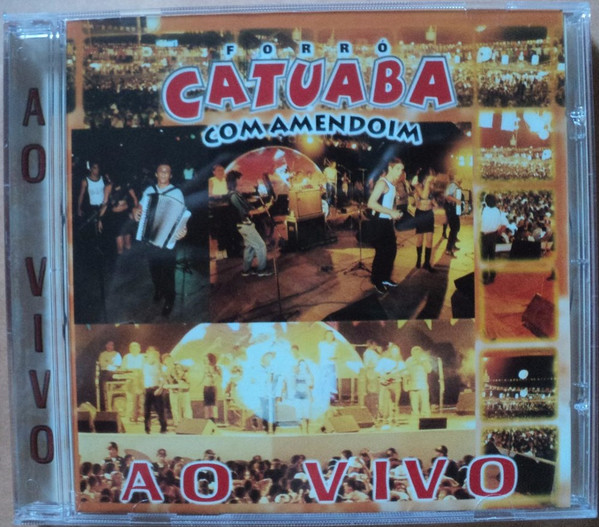 AO VIVO
FORRÓ
CATUABA
COM AMENDOIM
AO VIVO